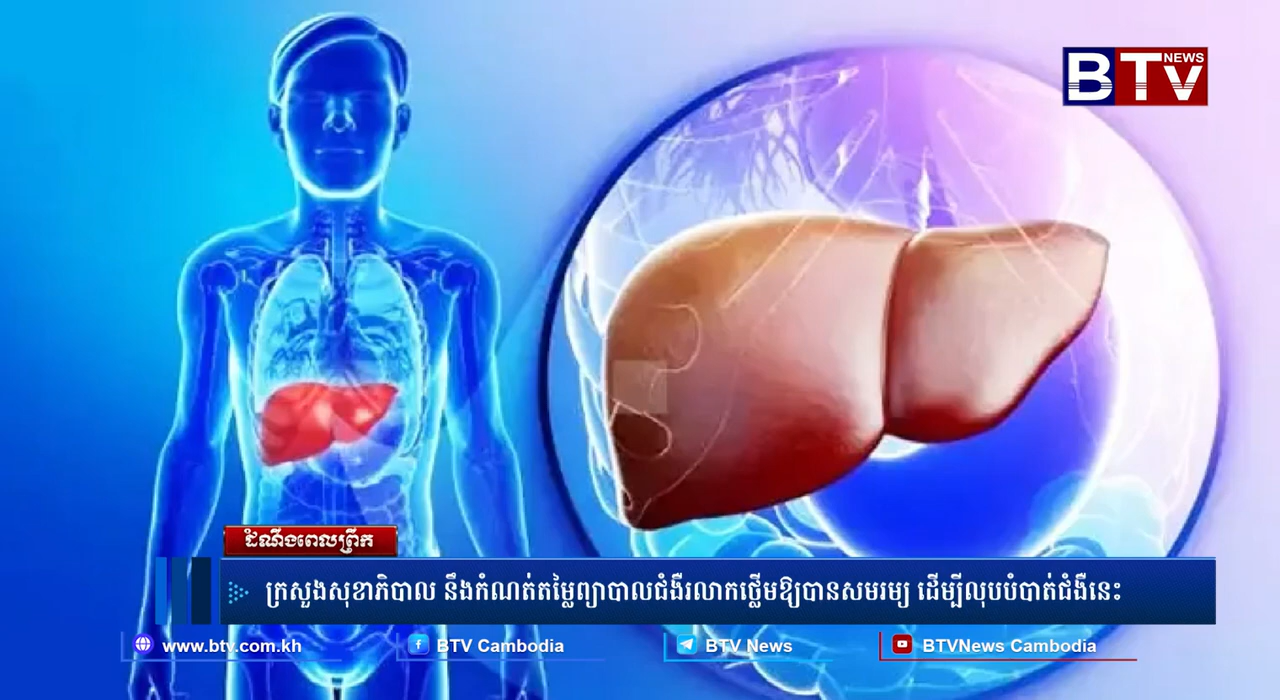 BTV NEWS
ដំណឹងពេលព្រឹក
ក្រសួងសុខាភិបាល នឹងកំណត់តម្លៃព្យាបាលជំងឺរលាកថ្លើមឱ្យបានសមរម្យ ដើម្បីលុបបំបាត់ជំងឺនេះ
www.btv.com.kh BTV Cambodia BTV News BTVNews Cambodia